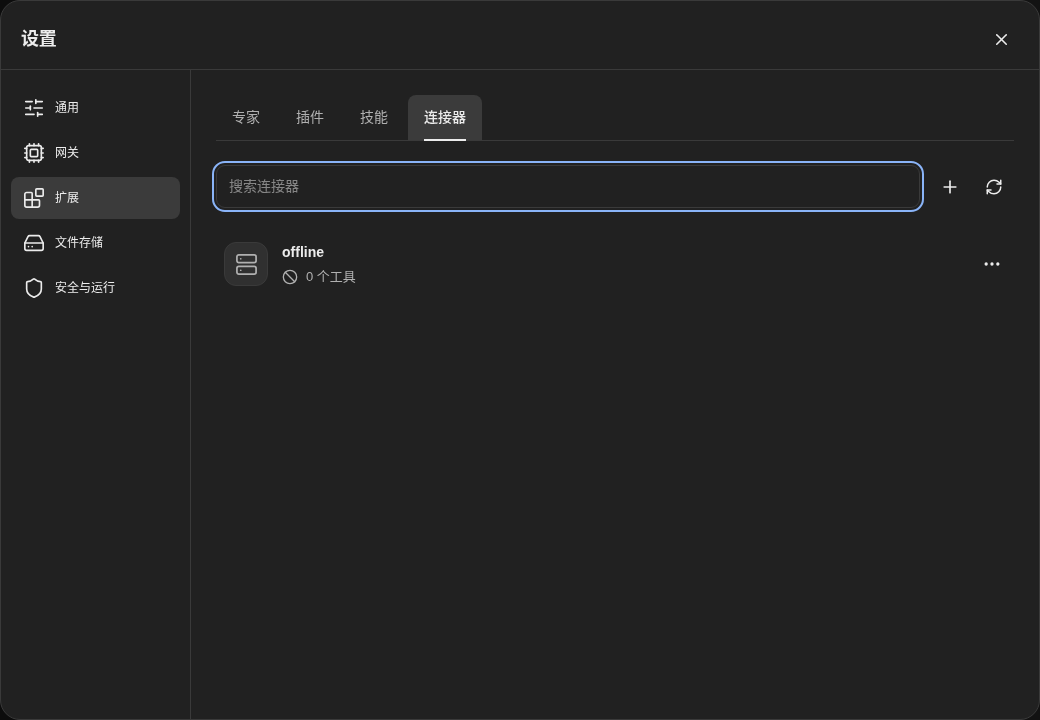 设置
通用
网关
扩展
文件存储
安全与运行
专家
插件
技能
连接器
搜索连接器
offline
0 个工具